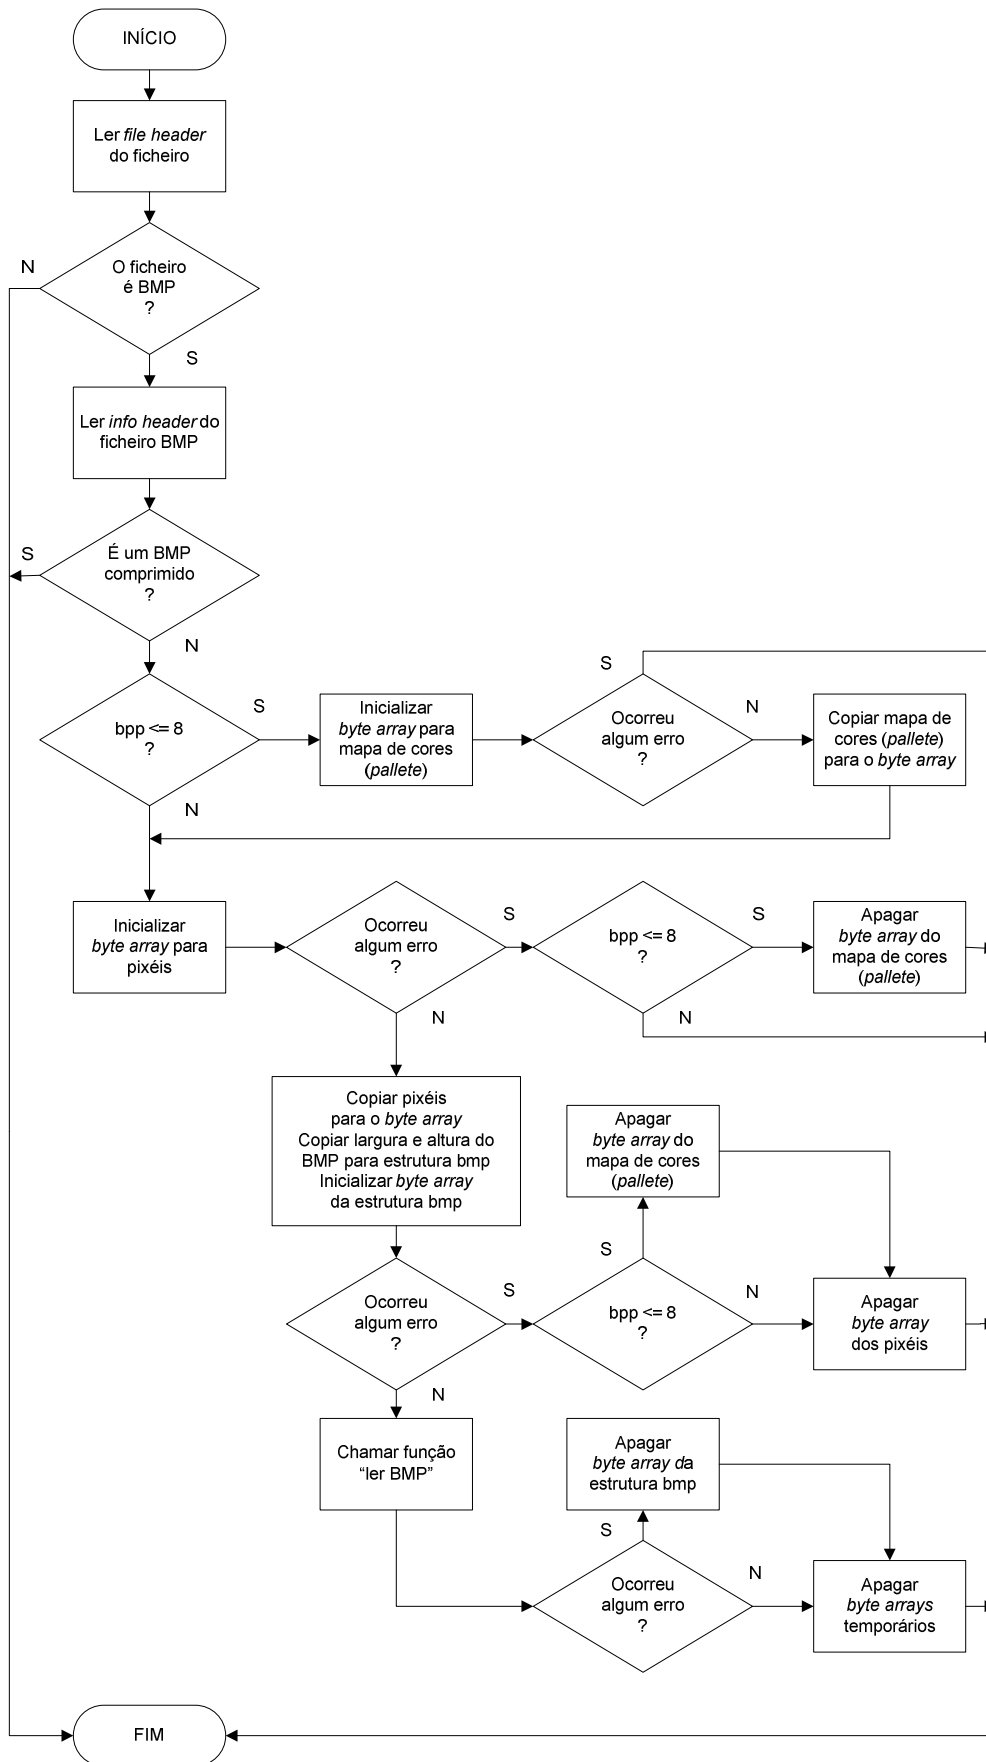 INÍCIO
Ler file header
do ficheiro
N
O ficheiro
é BMP
?
S
Ler info header do
ficheiro BMP
S
É um BMP
comprimido
?
N
bpp <= 8
?
S
N
Inicializar
byte array para
mapa de cores
(pallete)
S
Ocorreu
algum erro
?
N
Copiar mapa de
cores (pallete)
para o byte array
Inicializar
byte array para
pixéis
Ocorreu
algum erro
?
S
N
bpp <= 8
?
S
N
Apagar
byte array do
mapa de cores
(pallete)
Copiar pixéis
para o byte array
Copiar largura e altura do
BMP para estrutura bmp
Inicializar byte array
da estrutura bmp
Apagar
byte array do
mapa de cores
(pallete)
Ocorreu
algum erro
?
S
N
S
bpp <= 8
?
N
Apagar
byte array
dos pixéis
Chamar função
“ler BMP”
Apagar
byte array da
estrutura bmp
S
Ocorreu
algum erro
?
N
Apagar
byte arrays
temporários
FIM